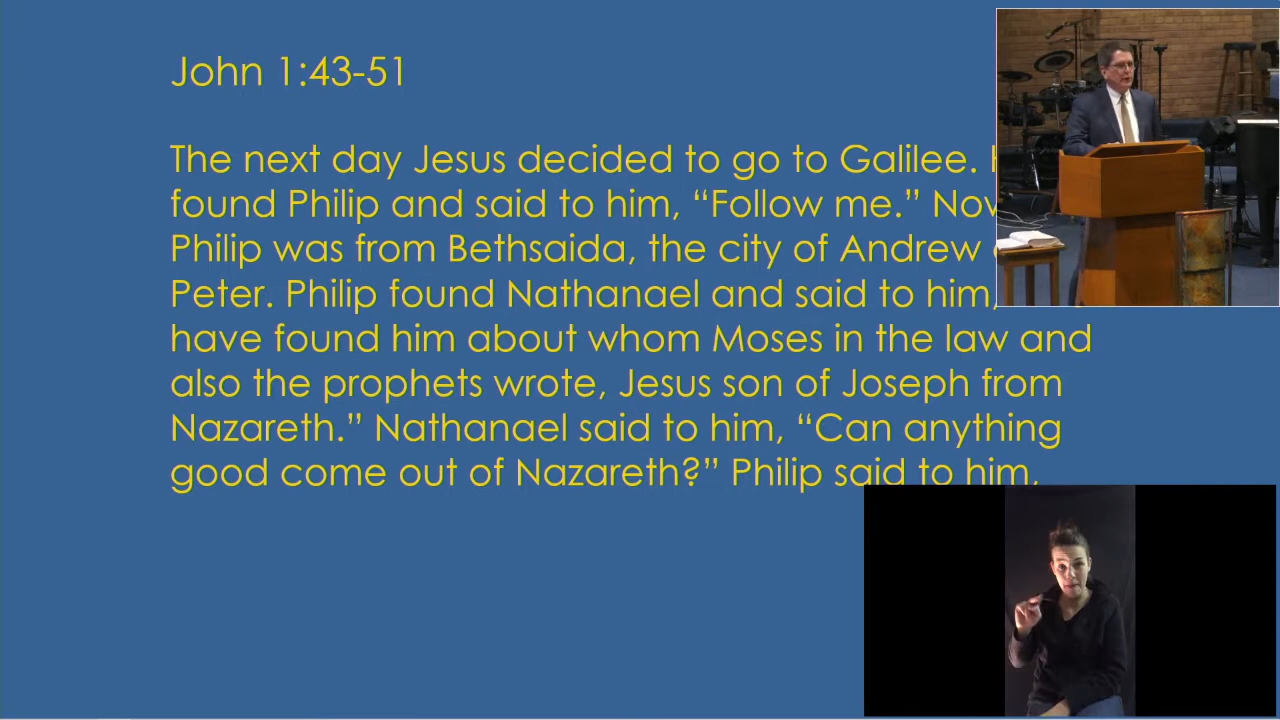 John 1:43-51
The next day Jesus decided to go to Galilee.
found Philip and said to him, “Follow me.” Now
Philip was from Bethsaida, the city of Andrew
Peter. Philip found Nathanael and said to him,
have found him about whom Moses in the law and
also the prophets wrote, Jesus son of Joseph from
Nazareth.” Nathanael said to him, “Can anything
good come out of Nazareth?” Philip said to him,